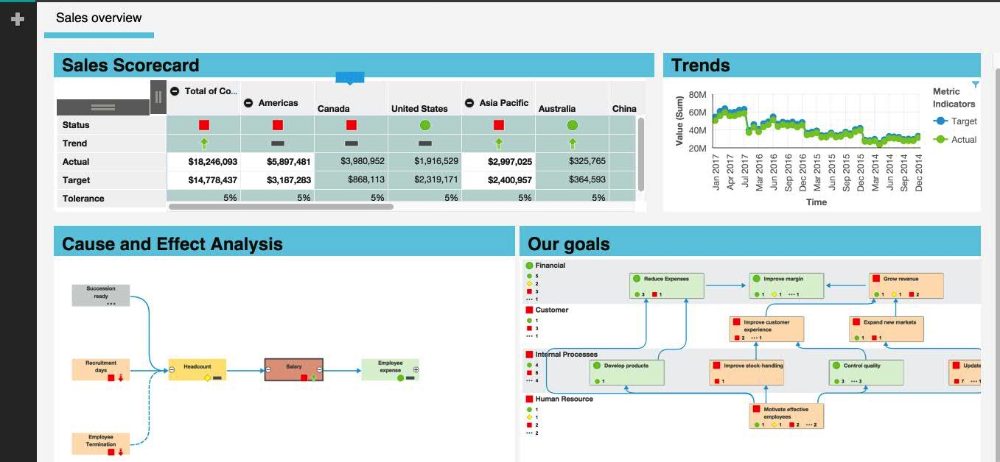 Sales overview
Sales Scorecard
Total of Co...
Americas
Canada
United States
Asia Pacific
Australia
China
Status
Trend
Actual $18,246,093 $5,897,481 $3,980,952 $1,916,529 $2,997,025 $325,765
Target $14,778,437 $3,187,283 $868,113 $2,319,171 $2,400,957 $364,593
Tolerance 5% 5% 5% 5% 5% 5%
Trends
Value (Sum)
80M
60M
40M
20M
Jan 2017
Apr 2017
Jul 2017
Mar 2016
Jun 2016
Sep 2016
Dec 2016
Mar 2015
Jun 2015
Sep 2015
Dec 2015
Mar 2014
Jun 2014
Sep 2014
Dec 2014
Time
Metric
Indicators
Target
Actual
Cause and Effect Analysis
Succession
ready
Recruitment
days
Headcount
Salary
Employee
expense
Employee
Termination
Our goals
Financial
5
2
3
1
Reduce Expenses
3 1
Improve margin
1 1 1
Grow revenue
1 1 2
Customer
1
3
1
Improve customer
experience
2 1
Expand new markets
1 1
Internal Processes
4
8
4
Develop products
1
Improve stock-handling
1
Control quality
3 3
Update
7 1
Human Resource
1
1
2
2
Motivate effective
employees
1 1 2 2